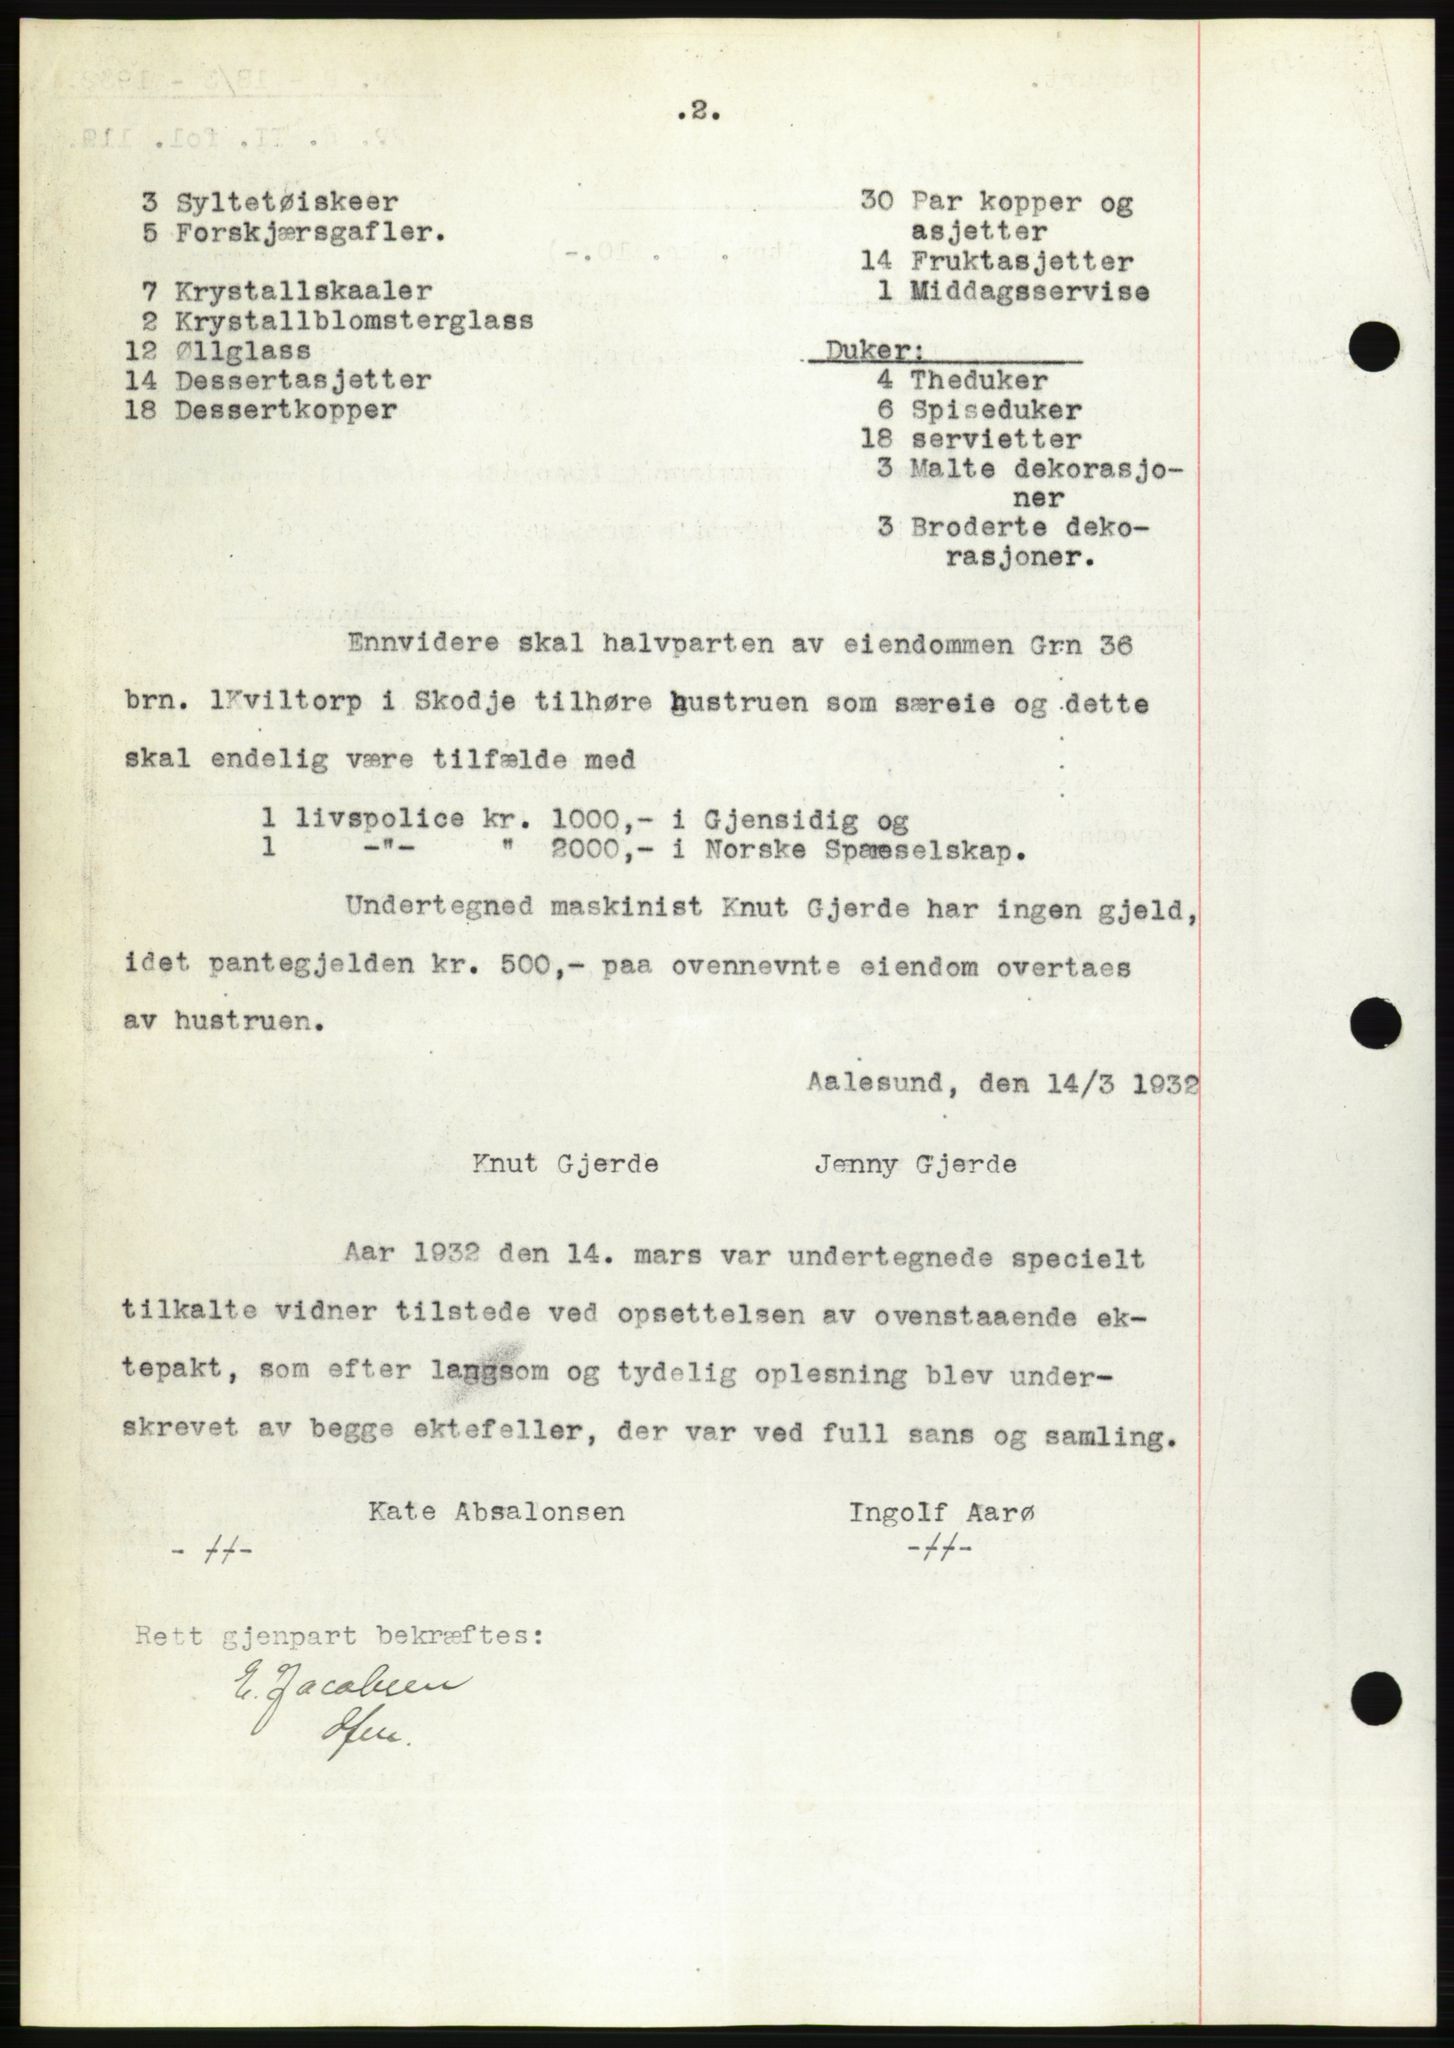 .2.
3 Syltetøiskeer
5 Forskjærsgafler.
7 Krystallskaaler
2 Krystallblomsterglass
12 Øllglass
14 Dessertasjetter
18 Dessertkopper
30 Par kopper og
asjetter
14 Fruktasjetter
1 Middagsservise
Duker:
4 Theduker
6 Spiseduker
18 servietter
3 Malte dekorasjo-
ner
3 Broderte deko-
rasjoner.
Ennvidere skal halvparten av eiendommen Grn 36
brn. 1Kviltorp i Skodje tilhøre hustruen som særeie og dette
skal endelig være tilfælde med
1 livspolice kr. 1000,- i Gjensidig og
1 -"- " 2000,- i Norske Spareselskap.
Undertegned maskinist Knut Gjerde har ingen gjeld,
idet pantegjelden kr. 500,- paa ovennevnte eiendom overtaes
av hustruen.
Aalesund, den 14/3 1932
Knut Gjerde Jenny Gjerde
Aar 1932 den 14. mars var undertegnede specielt
tilkalte vidner tilstede ved opsettelsen av ovenstaaende ek-
tepakt, som efter langsom og tydelig oplesning blev under-
skrevet av begge ektefeller, der var ved full sans og samling.
Kate Absalonsen Ingolf Aarø
- // - - // -
Rett gjenpart bekræftes:
E. Jacobsen